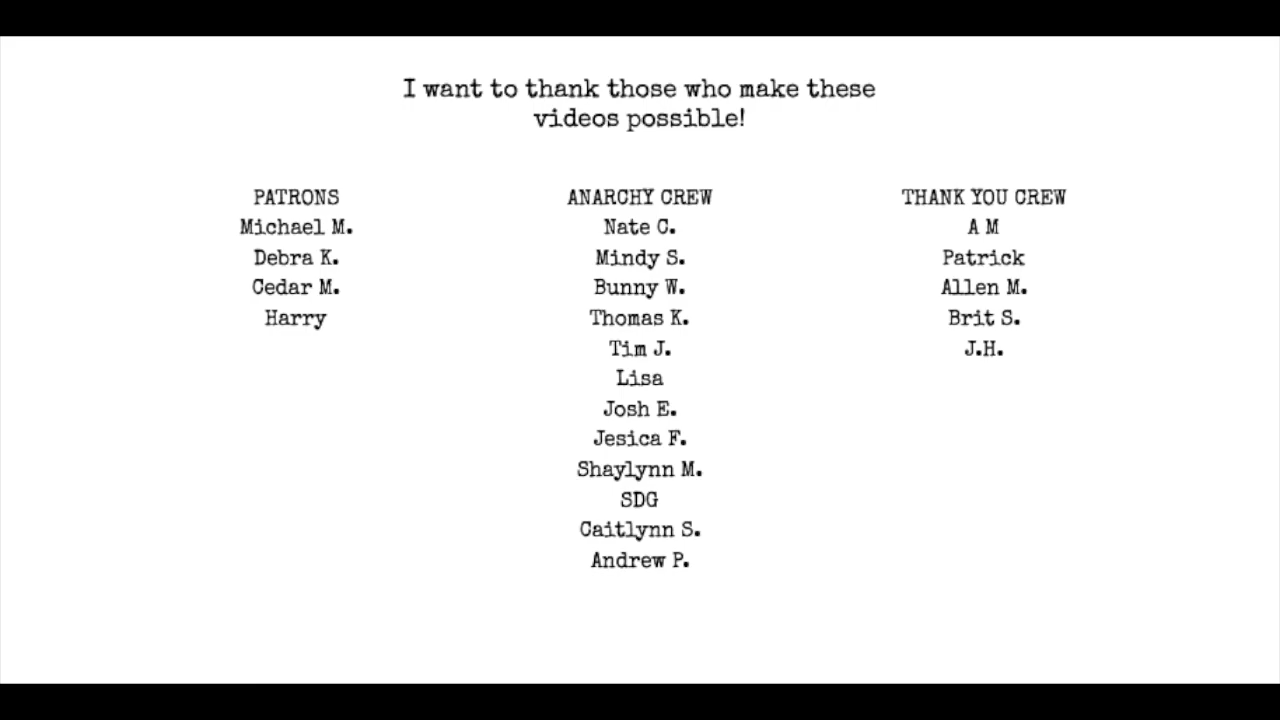 I want to thank those who make these
videos possible!
PATRONS
Michael M.
Debra K.
Cedar M.
Harry
ANARCHY CREW
Nate C.
Mindy S.
Bunny W.
Thomas K.
Tim J.
Lisa
Josh E.
Jesica F.
Shaylynn M.
SDG
Caitlynn S.
Andrew P.
THANK YOU CREW
A M
Patrick
Allen M.
Brit S.
J.H.